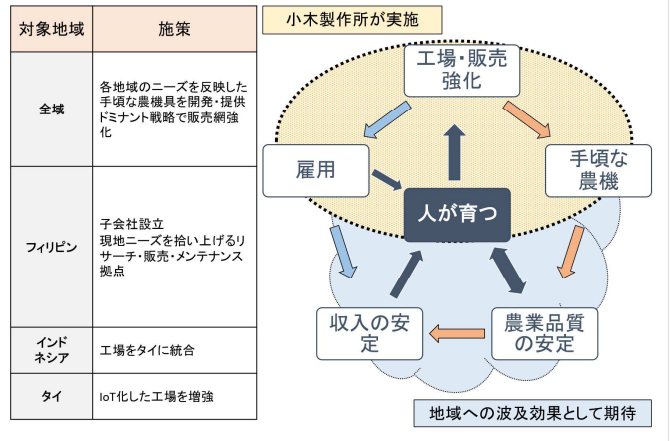 対象地域
施策
全域
各地域のニーズを反映した
手頃な農機具を開発・提供
ドミナント戦略で販売網強
化
フィリピン
子会社設立
現地ニーズを拾い上げるリ
サーチ・販売・メンテナンス
拠点
インド
ネシア
工場をタイに統合
タイ
IoT化した工場を増強
小木製作所が実施
工場・販売
強化
雇用
手頃な
農機
人が育つ
収入の安
定
農業品質
の安定
地域への波及効果として期待